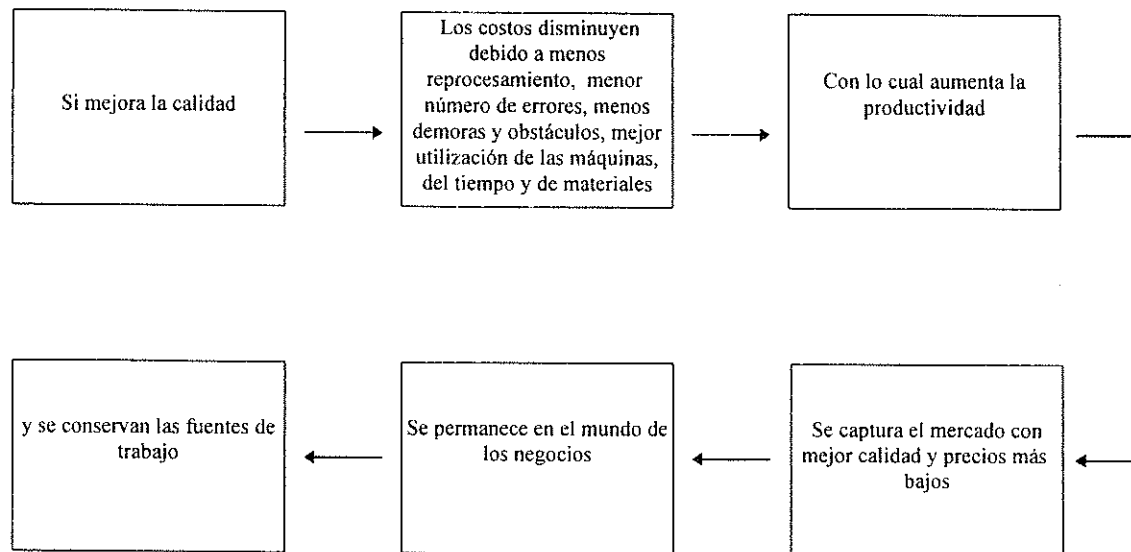 Si mejora la calidad
Los costos disminuyen
debido a menos
reprocesamiento, menor
número de errores, menos
demoras y obstáculos, mejor
utilización de las máquinas,
del tiempo y de materiales
Con lo cual aumenta la
productividad
Se captura el mercado con
mejor calidad y precios más
bajos
Se permanece en el mundo de
los negocios
y se conservan las fuentes de
trabajo